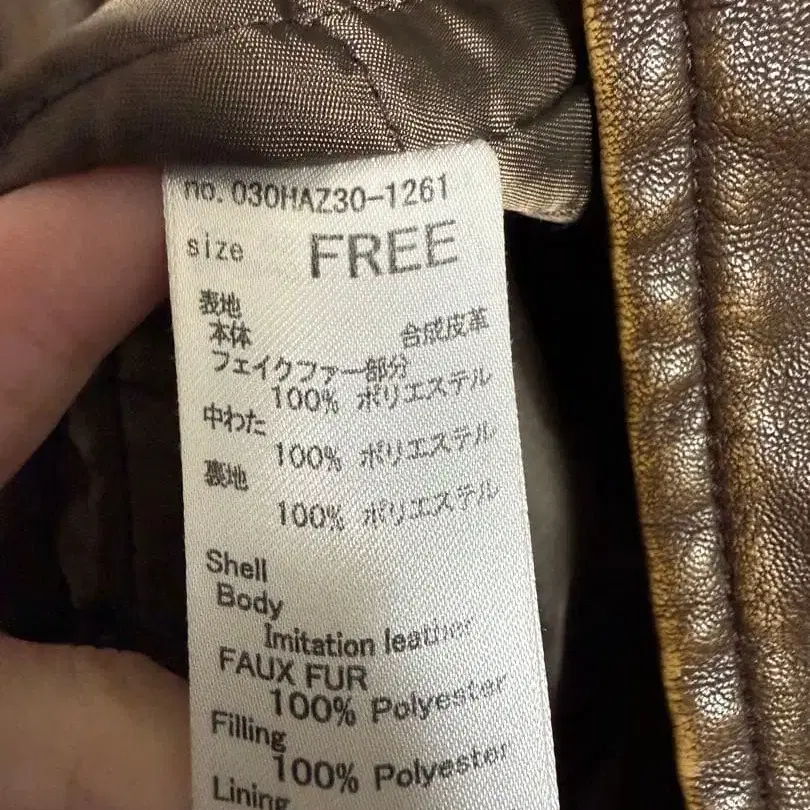 no. 030HAZ30-1261
size FREE
表地
本体 合成皮革
フェイクファー部分
100% ポリエステル
中わた
100% ポリエステル
裏地
100% ポリエステル
Shell
Body
Imitation leather
FAUX FUR
100% Polyester
Filling
100% Polyester
Lining